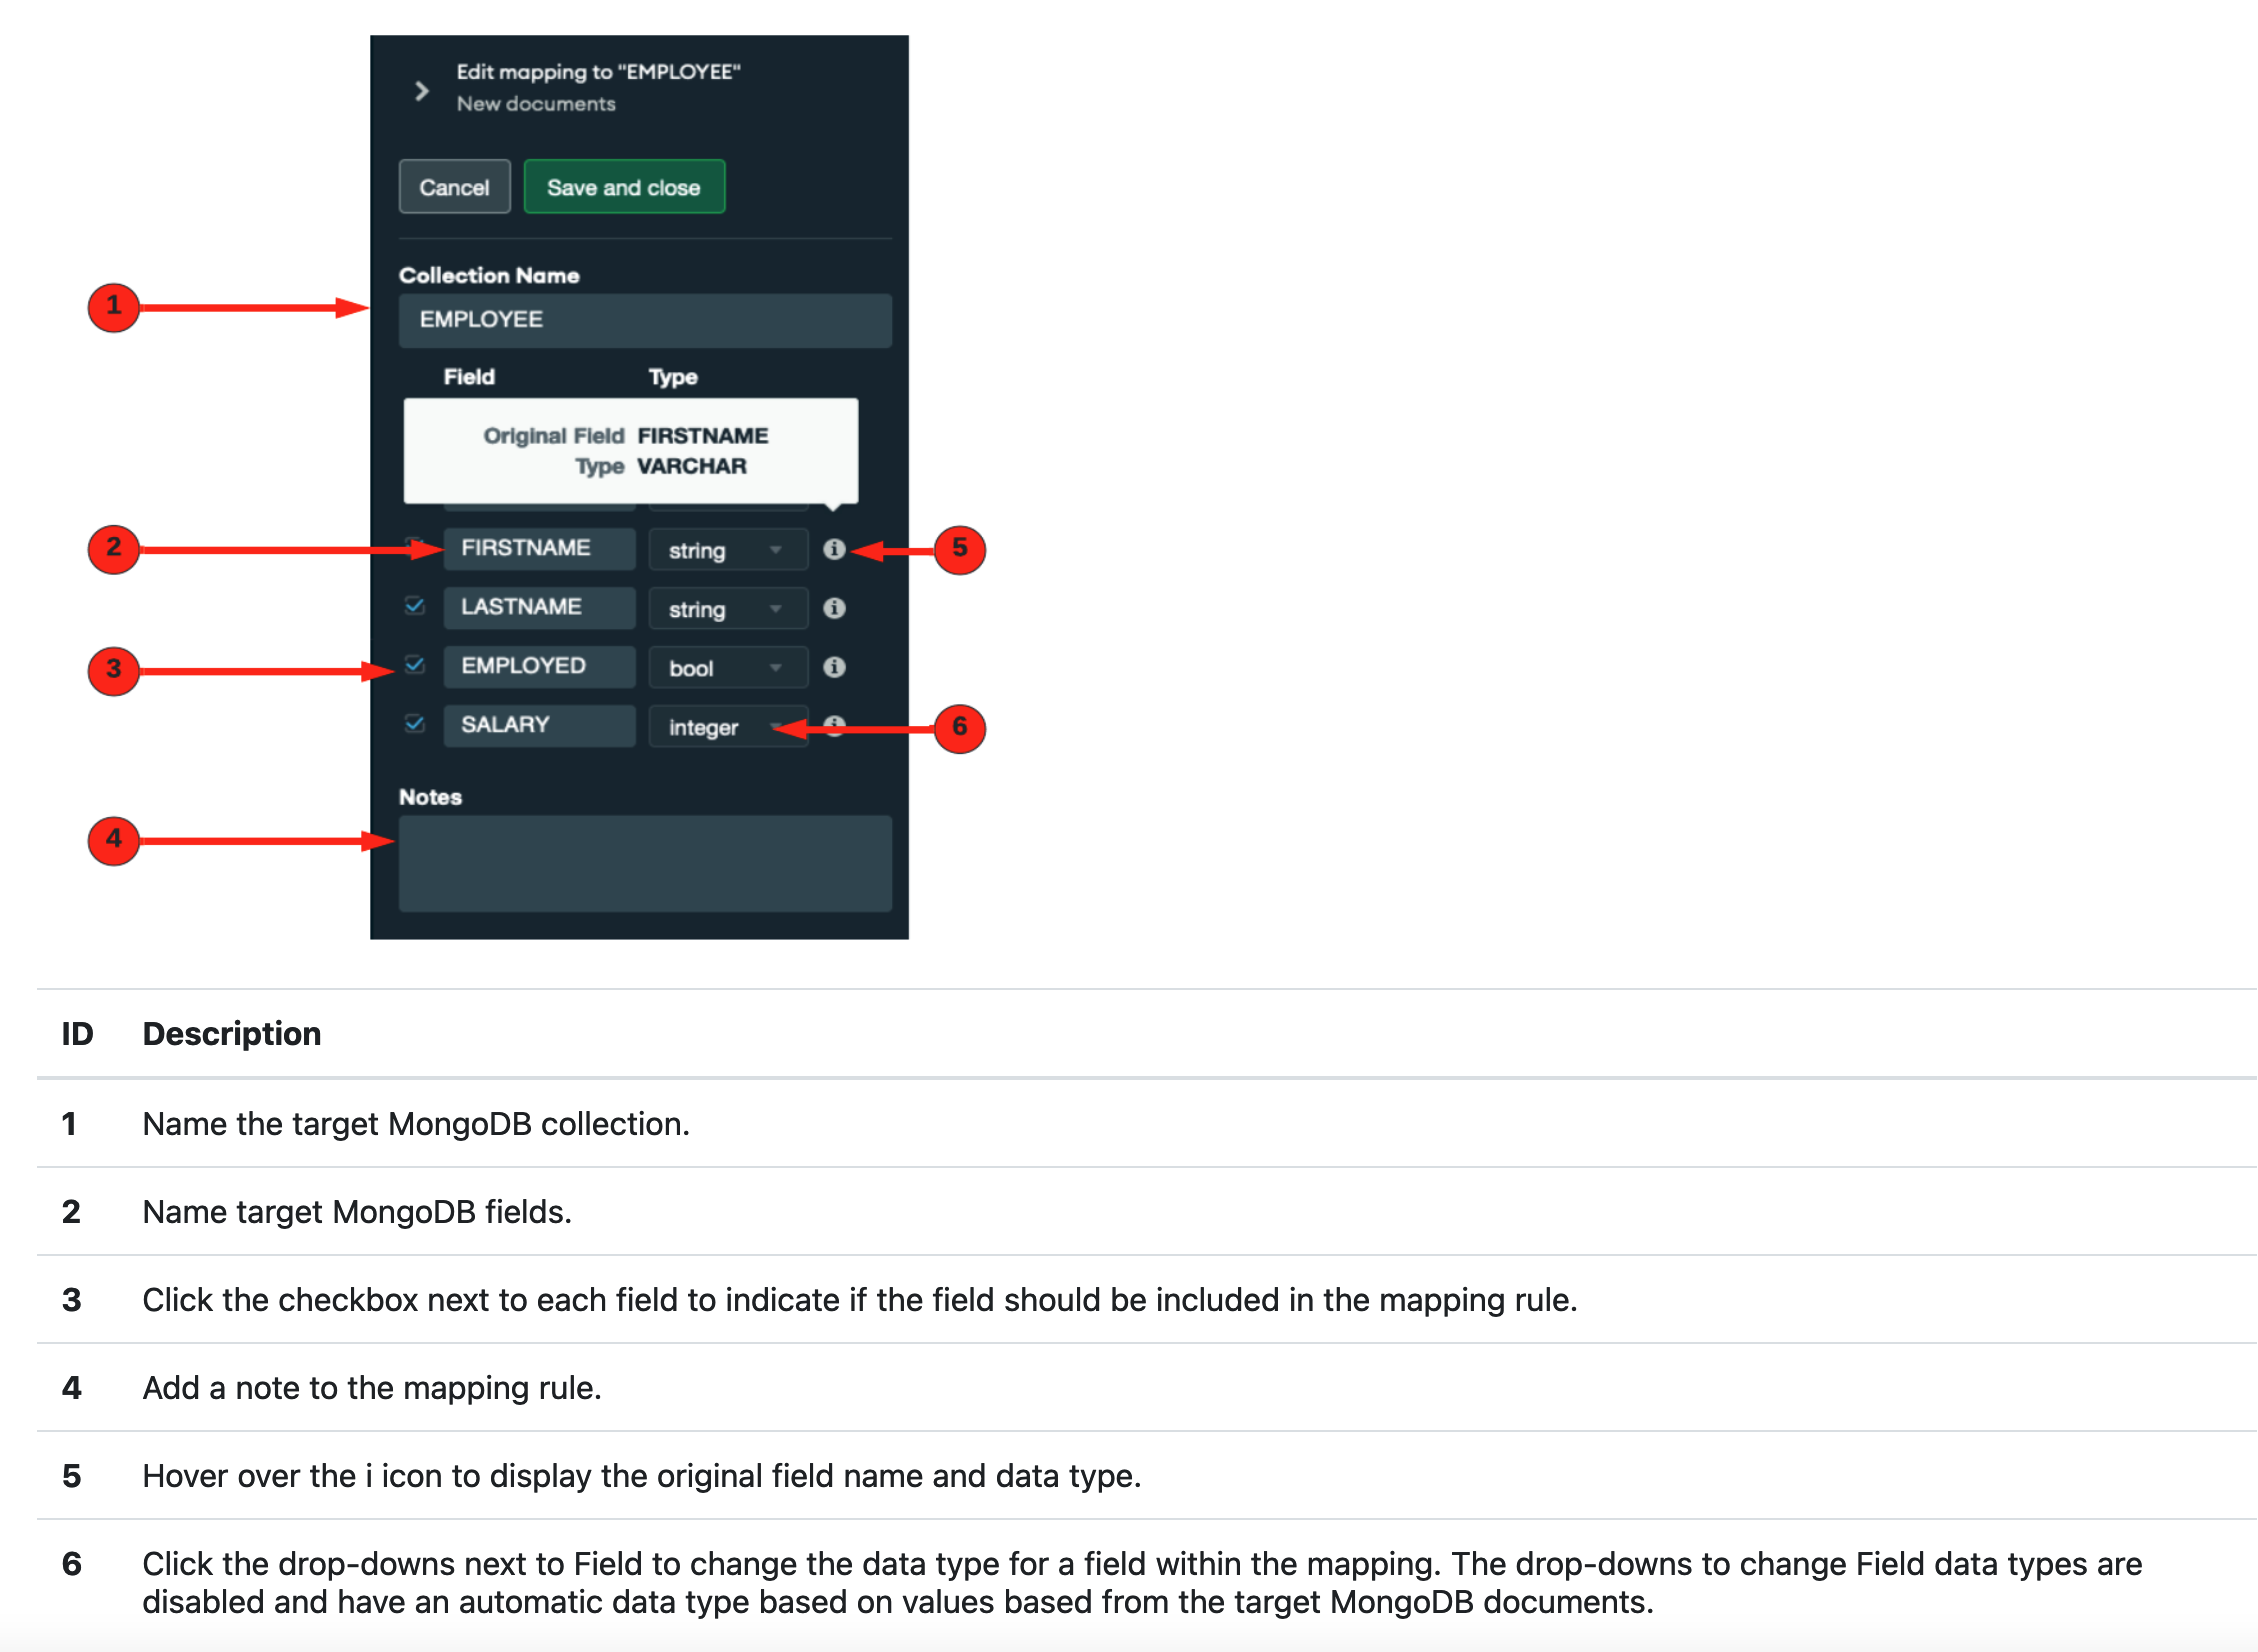 Edit mapping to "EMPLOYEE"
New documents
Cancel
Save and close
Collection Name
1
EMPLOYEE
Field Type
Original Field FIRSTNAME
Type VARCHAR
2 FIRSTNAME string i 5
LASTNAME string i
3 EMPLOYED bool i
SALARY integer i 6
Notes
4
ID Description
1 Name the target MongoDB collection.
2 Name target MongoDB fields.
3 Click the checkbox next to each field to indicate if the field should be included in the mapping rule.
4 Add a note to the mapping rule.
5 Hover over the i icon to display the original field name and data type.
6 Click the drop-downs next to Field to change the data type for a field within the mapping. The drop-downs to change Field data types are
disabled and have an automatic data type based on values based from the target MongoDB documents.